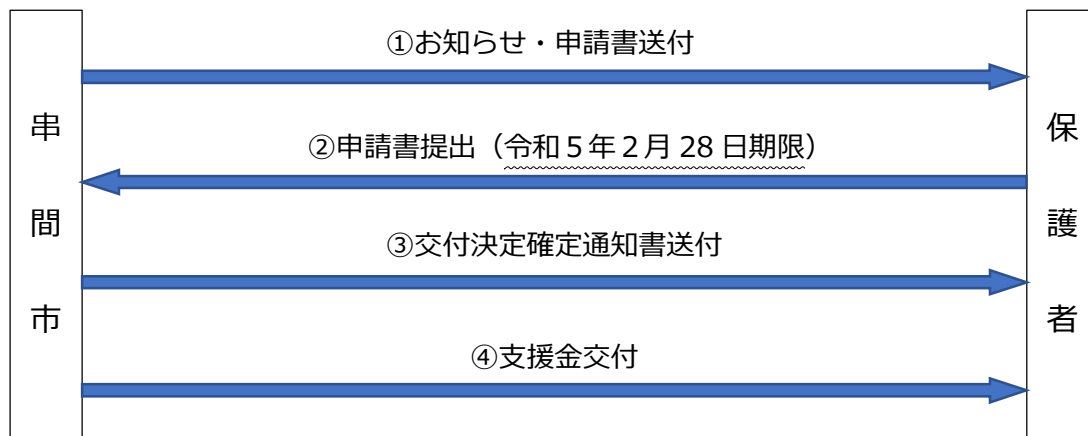 串間市
①お知らせ・申請書送付
②申請書提出（令和５年２月 28 日期限）
③交付決定確定通知書送付
④支援金交付
保護者